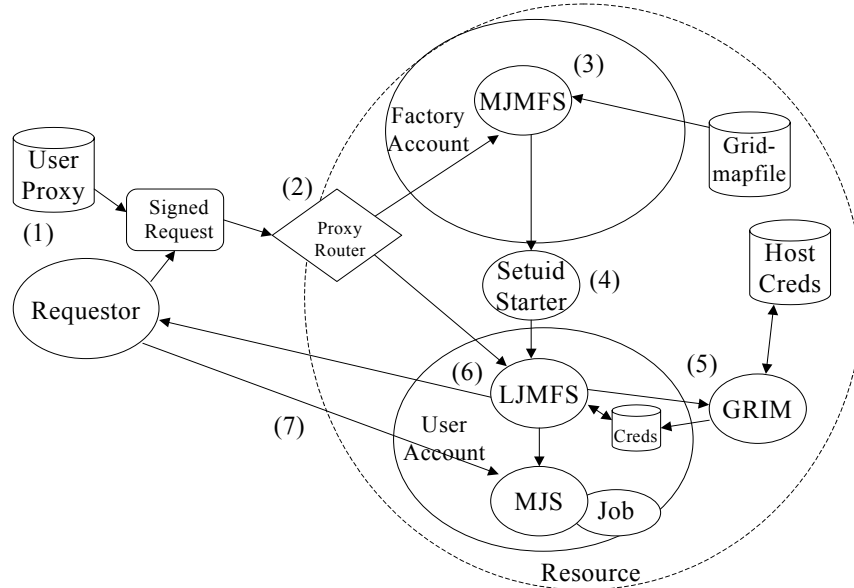 (3)
MJMFS
Factory
Account
Grid-
mapfile
User
Proxy
(1)
(2)
Signed
Request
Proxy
Router
Host
Creds
Setuid
Starter
(4)
Requestor
(5)
(6)
LJMFS
GRIM
Creds
User
Account
(7)
MJS
Job
Resource